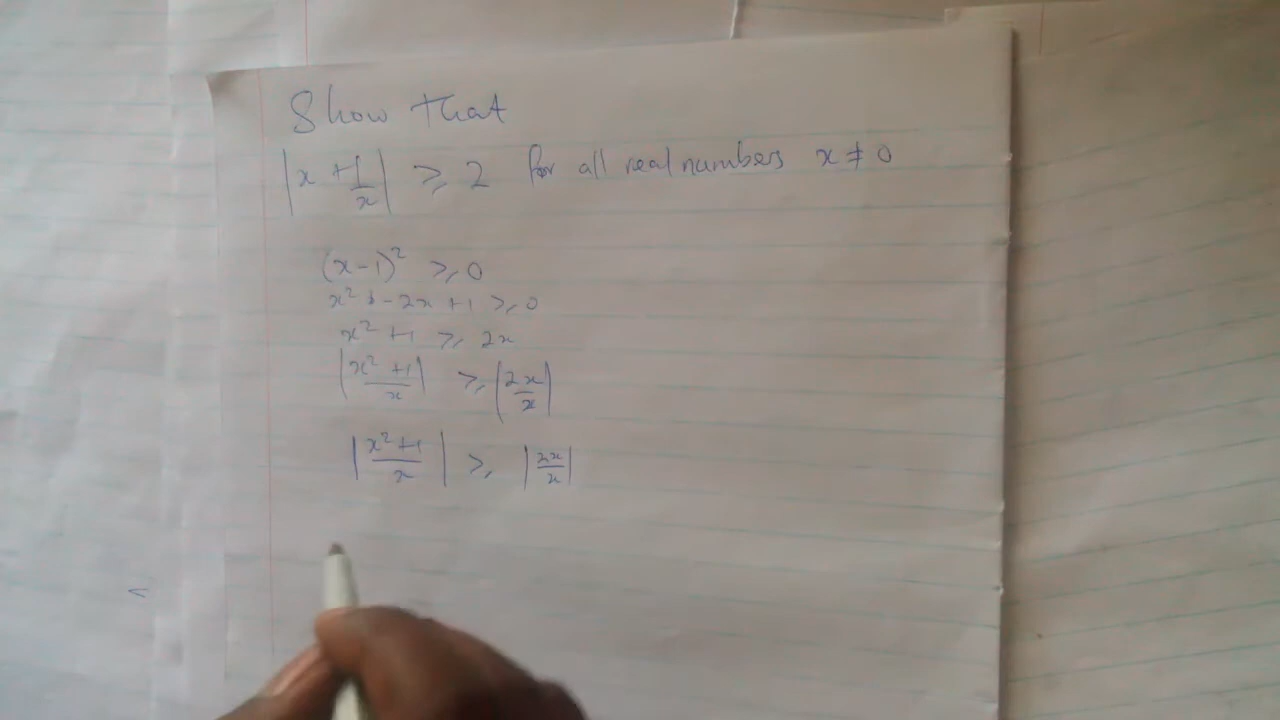 Show that
|x + 1/x| ⩾ 2 for all real numbers x ≠ 0
(x-1)² ⩾ 0
x² - 2x + 1 ⩾ 0
x² + 1 ⩾ 2x
|x² + 1/x| ⩾ |2x/x|
|x² + 1/x| ⩾ |2x/x|
<